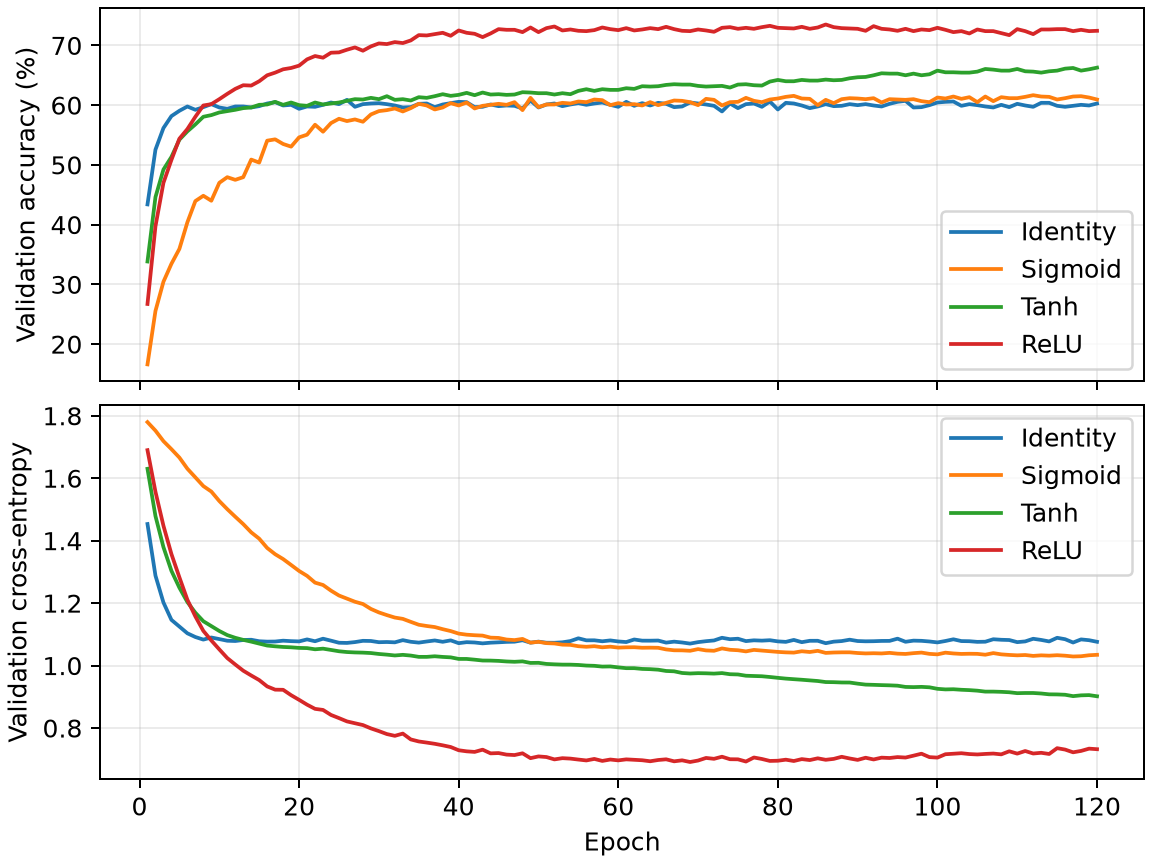 Validation accuracy (%)
70
60
50
40
30
20
Identity
Sigmoid
Tanh
ReLU
Validation cross-entropy
1.8
1.6
1.4
1.2
1.0
0.8
Identity
Sigmoid
Tanh
ReLU
0 20 40 60 80 100 120
Epoch